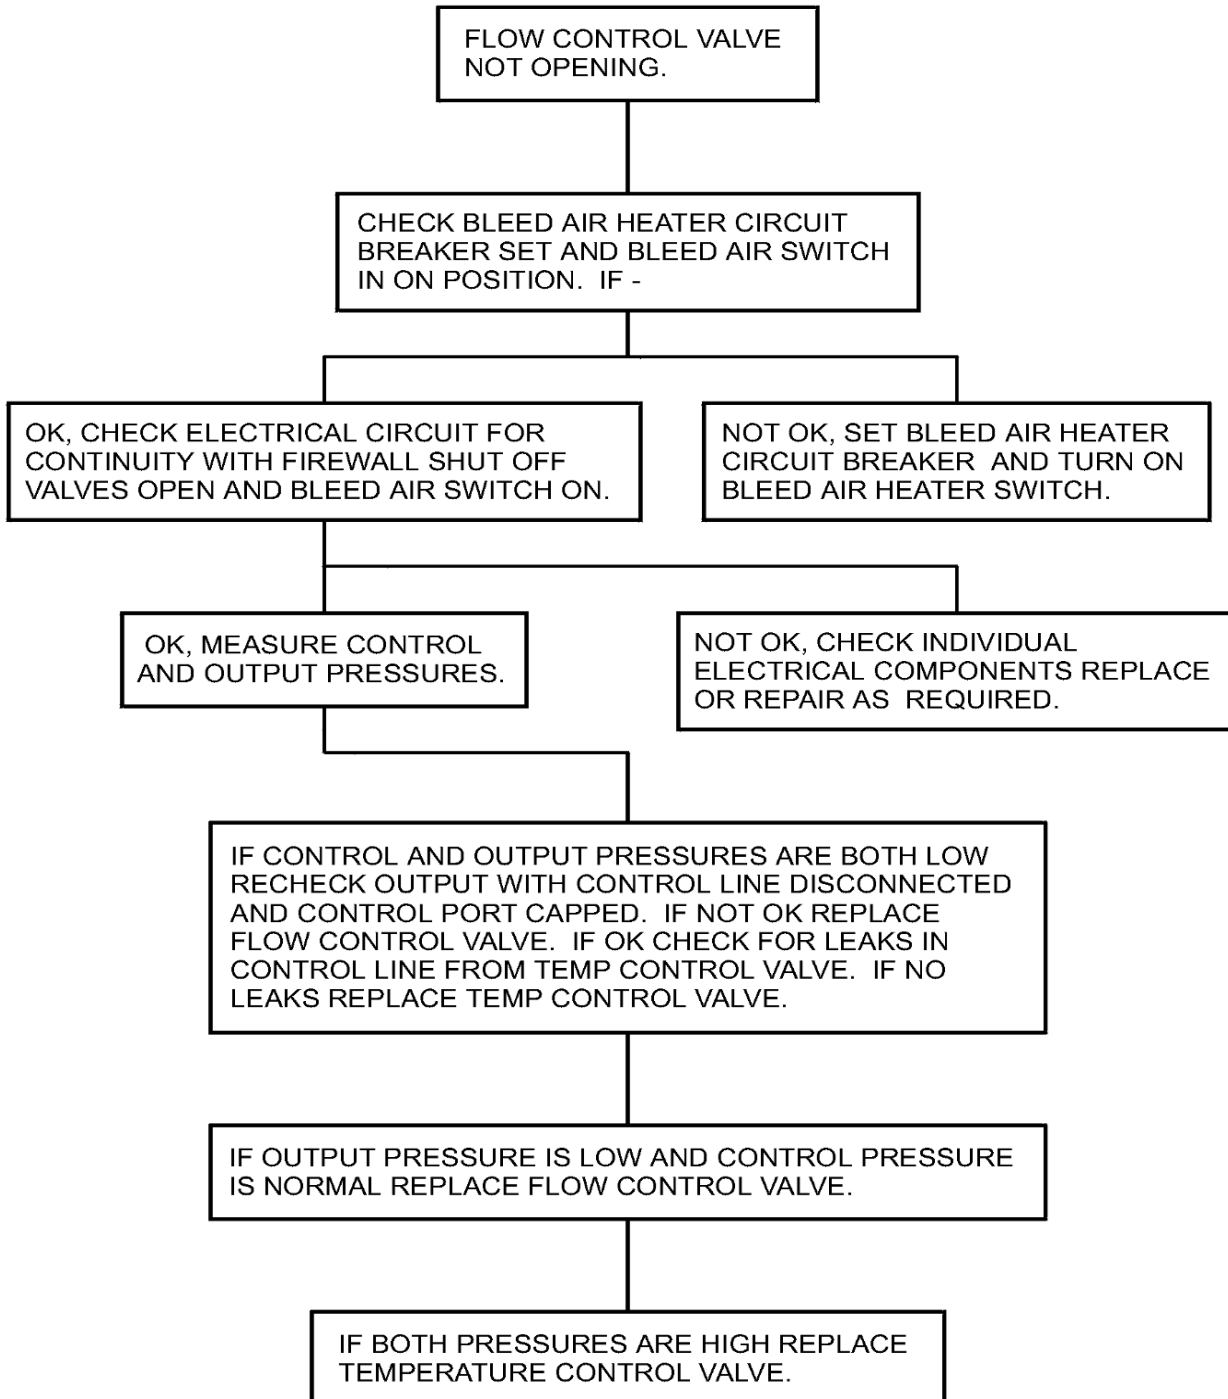 FLOW CONTROL VALVE
NOT OPENING.
CHECK BLEED AIR HEATER CIRCUIT
BREAKER SET AND BLEED AIR SWITCH
IN ON POSITION. IF -
OK, CHECK ELECTRICAL CIRCUIT FOR
CONTINUITY WITH FIREWALL SHUT OFF
VALVES OPEN AND BLEED AIR SWITCH ON.
NOT OK, SET BLEED AIR HEATER
CIRCUIT BREAKER AND TURN ON
BLEED AIR HEATER SWITCH.
OK, MEASURE CONTROL
AND OUTPUT PRESSURES.
NOT OK, CHECK INDIVIDUAL
ELECTRICAL COMPONENTS REPLACE
OR REPAIR AS REQUIRED.
IF CONTROL AND OUTPUT PRESSURES ARE BOTH LOW
RECHECK OUTPUT WITH CONTROL LINE DISCONNECTED
AND CONTROL PORT CAPPED. IF NOT OK REPLACE
FLOW CONTROL VALVE. IF OK CHECK FOR LEAKS IN
CONTROL LINE FROM TEMP CONTROL VALVE. IF NO
LEAKS REPLACE TEMP CONTROL VALVE.
IF OUTPUT PRESSURE IS LOW AND CONTROL PRESSURE
IS NORMAL REPLACE FLOW CONTROL VALVE.
IF BOTH PRESSURES ARE HIGH REPLACE
TEMPERATURE CONTROL VALVE.